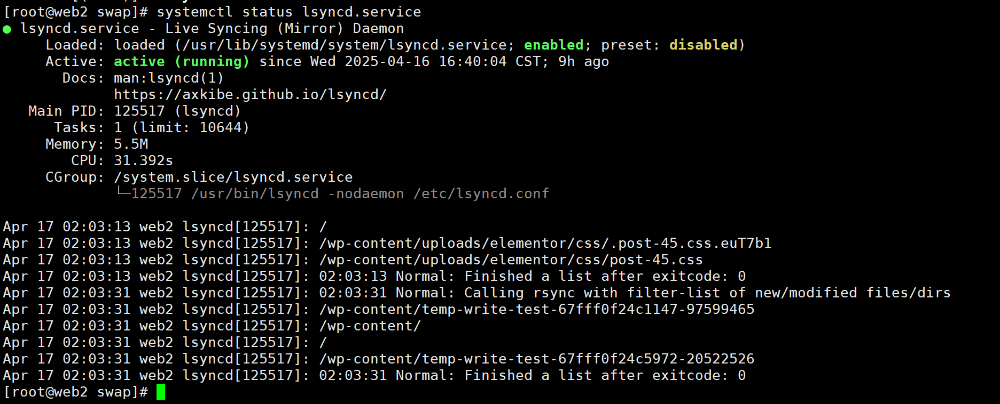 [root@web2 swap]# systemctl status lsyncd.service
● lsyncd.service - Live Syncing (Mirror) Daemon
     Loaded: loaded (/usr/lib/systemd/system/lsyncd.service; enabled; preset: disabled)
     Active: active (running) since Wed 2025-04-16 16:40:04 CST; 9h ago
       Docs: man:lsyncd(1)
             https://axkibe.github.io/lsyncd/
   Main PID: 125517 (lsyncd)
      Tasks: 1 (limit: 10644)
     Memory: 5.5M
        CPU: 31.392s
     CGroup: /system.slice/lsyncd.service
             └─125517 /usr/bin/lsyncd -nodaemon /etc/lsyncd.conf

Apr 17 02:03:13 web2 lsyncd[125517]: /
Apr 17 02:03:13 web2 lsyncd[125517]: /wp-content/uploads/elementor/css/.post-45.css.euT7b1
Apr 17 02:03:13 web2 lsyncd[125517]: /wp-content/uploads/elementor/css/post-45.css
Apr 17 02:03:13 web2 lsyncd[125517]: 02:03:13 Normal: Finished a list after exitcode: 0
Apr 17 02:03:31 web2 lsyncd[125517]: 02:03:31 Normal: Calling rsync with filter-list of new/modified files/dirs
Apr 17 02:03:31 web2 lsyncd[125517]: /wp-content/temp-write-test-67fff0f24c1147-97599465
Apr 17 02:03:31 web2 lsyncd[125517]: /wp-content/
Apr 17 02:03:31 web2 lsyncd[125517]: /
Apr 17 02:03:31 web2 lsyncd[125517]: /wp-content/temp-write-test-67fff0f24c5972-20522526
Apr 17 02:03:31 web2 lsyncd[125517]: 02:03:31 Normal: Finished a list after exitcode: 0
[root@web2 swap]#